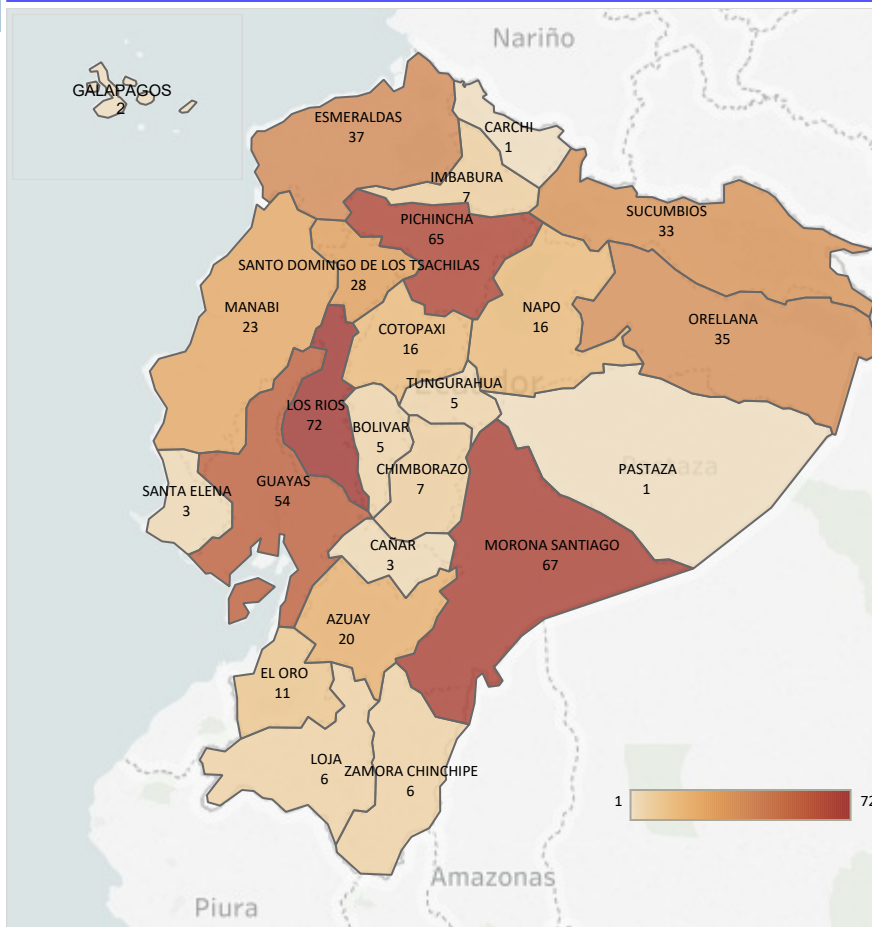 Nariño
GALAPAGOS
2
ESMERALDAS
37
CARCHI
1
IMBABURA
7
PICHINCHA
65
SUCUMBIOS
33
SANTO DOMINGO DE LOS TSACHILAS
28
MANABI
23
COTOPAXI
16
NAPO
16
ORELLANA
35
Ecuador
TUNGURAHUA
5
LOS RIOS
72
BOLIVAR
5
CHIMBORAZO
7
Pastaza
PASTAZA
1
SANTA ELENA
3
GUAYAS
54
CAÑAR
3
MORONA SANTIAGO
67
AZUAY
20
EL ORO
11
LOJA
6
ZAMORA CHINCHIPE
6
1
72
Amazonas
Piura